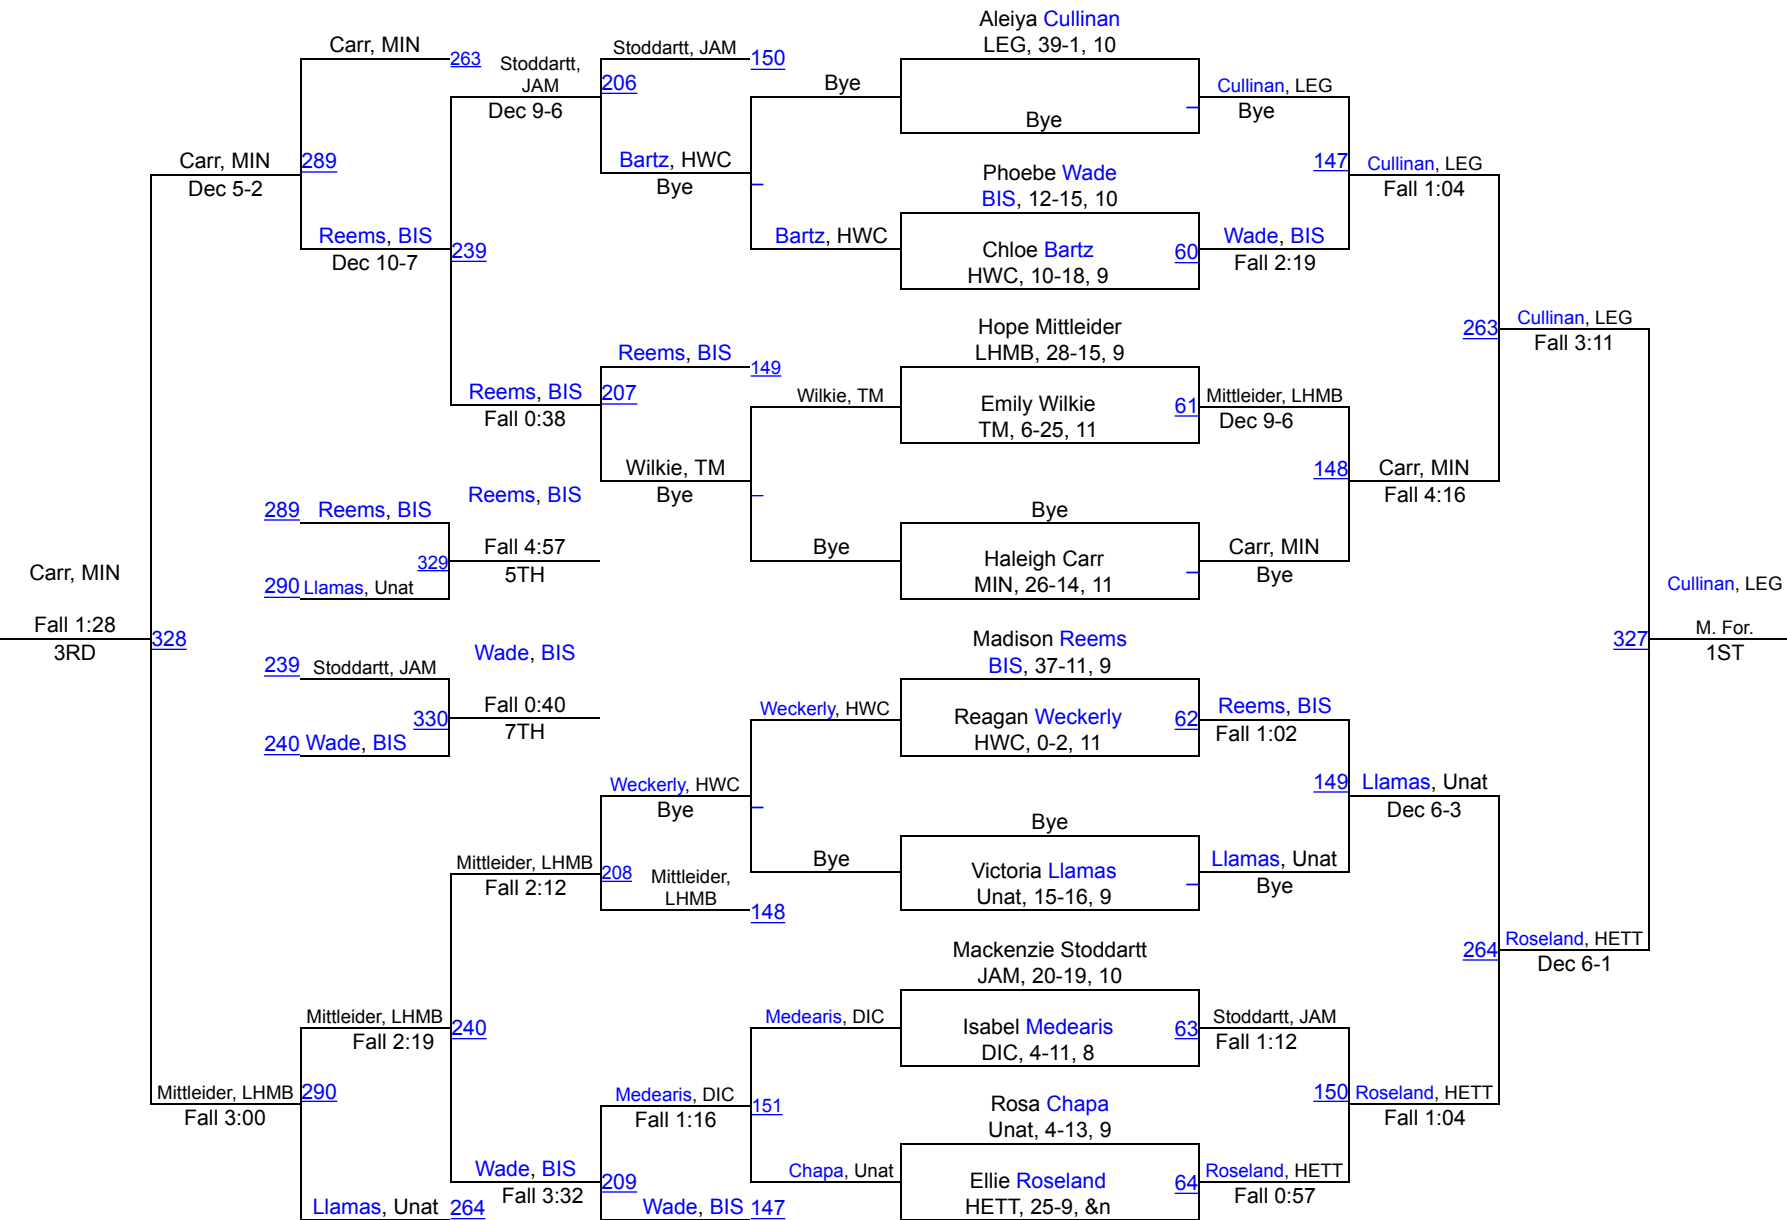 Aleiya Cullinan
LEG, 39-1, 10
Carr, MIN
263
Stoddartt,
JAM
Dec 9-6
Stoddartt, JAM
150
206
Bye
Bye
Cullinan, LEG
Bye
Carr, MIN
Dec 5-2
289
Bartz, HWC
Bye
Phoebe Wade
BIS, 12-15, 10
147
Cullinan, LEG
Fall 1:04
Reems, BIS
Dec 10-7
239
Bartz, HWC
Chloe Bartz
HWC, 10-18, 9
60
Wade, BIS
Fall 2:19
Hope Mittleider
LHMB, 28-15, 9
263
Cullinan, LEG
Fall 3:11
Reems, BIS
149
Reems, BIS
Fall 0:38
207
Wilkie, TM
Emily Wilkie
TM, 6-25, 11
61
Mittleider, LHMB
Dec 9-6
Wilkie, TM
Bye
148
Carr, MIN
Fall 4:16
Reems, BIS
289
Reems, BIS
Bye
Fall 4:57
5TH
329
290
Llamas, Unat
Bye
Haleigh Carr
MIN, 26-14, 11
Carr, MIN
Bye
Carr, MIN
Fall 1:28
3RD
328
Cullinan, LEG
M. For.
1ST
327
Madison Reems
BIS, 37-11, 9
Wade, BIS
239
Stoddartt, JAM
Fall 0:40
7TH
330
240
Wade, BIS
Weckerly, HWC
Reagan Weckerly
HWC, 0-2, 11
62
Reems, BIS
Fall 1:02
Weckerly, HWC
Bye
149
Llamas, Unat
Dec 6-3
Bye
Mittleider, LHMB
Fall 2:12
208
Mittleider,
LHMB
148
Bye
Victoria Llamas
Unat, 15-16, 9
Llamas, Unat
Bye
Mackenzie Stoddartt
JAM, 20-19, 10
264
Roseland, HETT
Dec 6-1
Mittleider, LHMB
Fall 2:19
240
Medearis, DIC
Isabel Medearis
DIC, 4-11, 8
63
Stoddartt, JAM
Fall 1:12
Mittleider, LHMB
Fall 3:00
290
Medearis, DIC
Fall 1:16
151
Rosa Chapa
Unat, 4-13, 9
150
Roseland, HETT
Fall 1:04
Wade, BIS
Fall 3:32
209
Chapa, Unat
Ellie Roseland
HETT, 25-9, &n
64
Roseland, HETT
Fall 0:57
Llamas, Unat
264
Wade, BIS
147